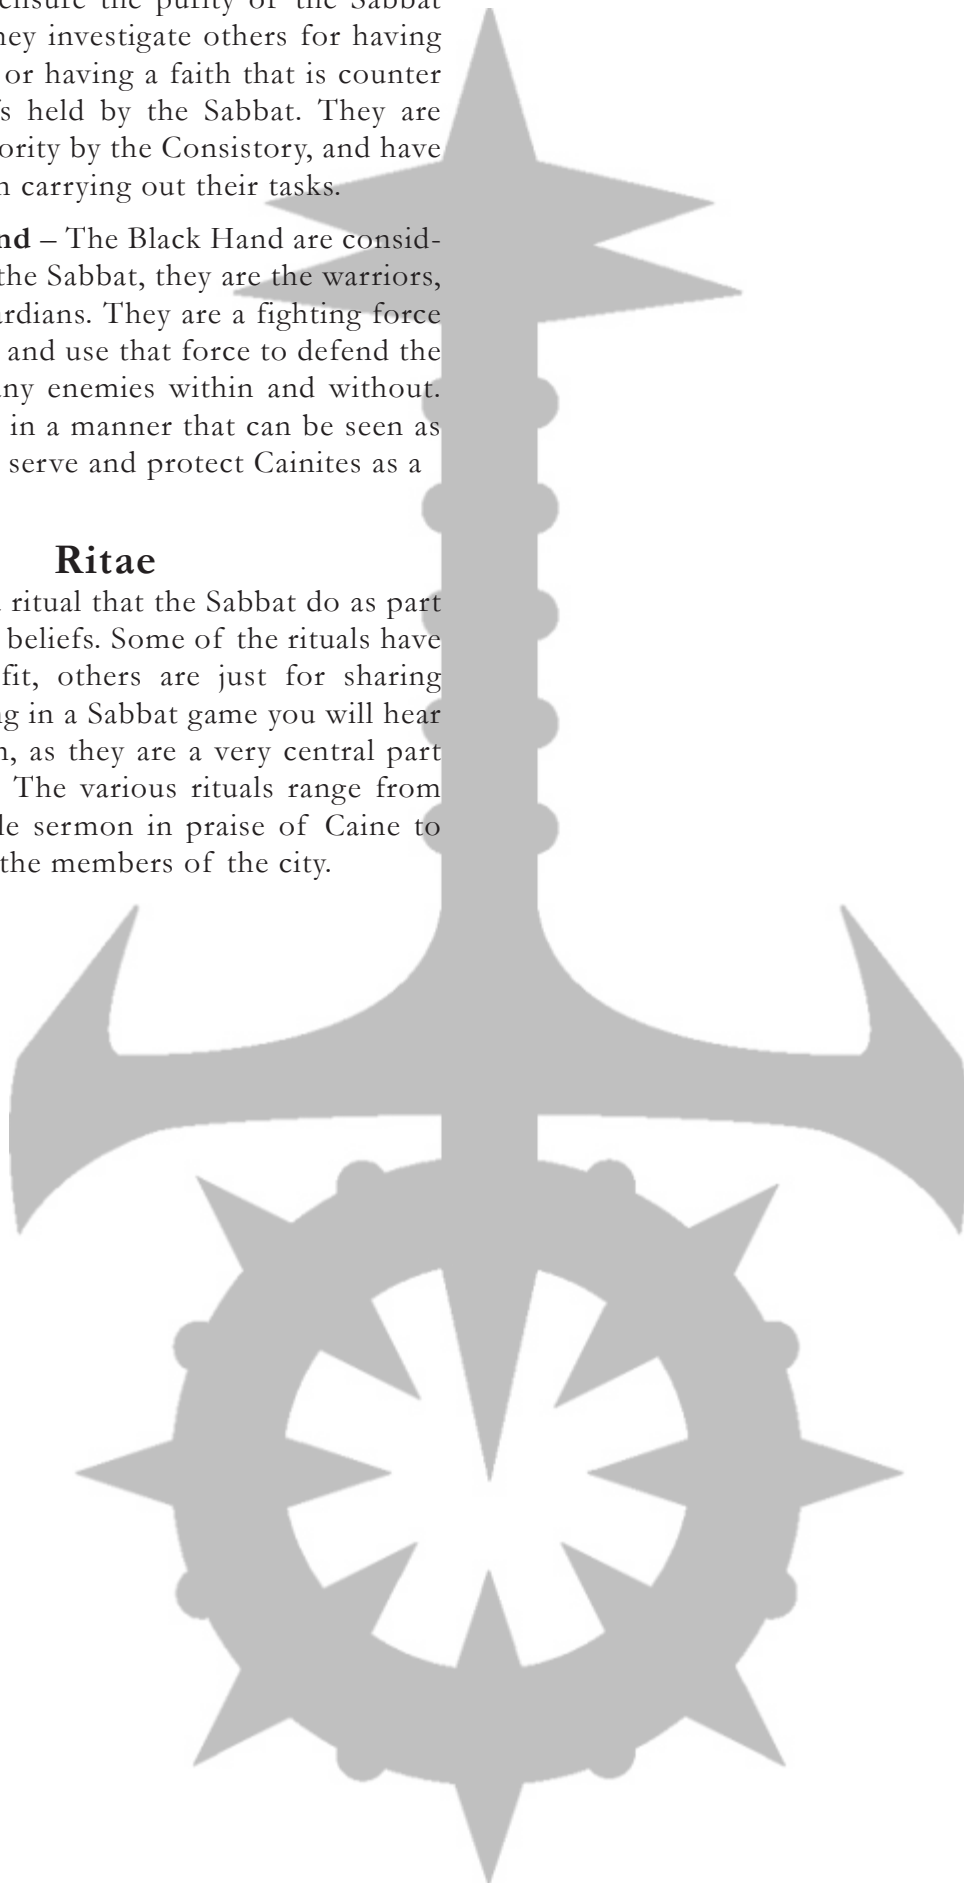 ensure the purity of the Sabbat
hey investigate others for having
or having a faith that is counter
held by the Sabbat. They are
by the Consistory, and have
carrying out their tasks.
– The Black Hand are consid-
the Sabbat, they are the warriors,
They are a fighting force
and use that force to defend the
enemies within and without.
in a manner that can be seen as
serve and protect Cainites as a
Ritae
ritual that the Sabbat do as part
beliefs. Some of the rituals have
others are just for sharing
in a Sabbat game you will hear
as they are a very central part
The various rituals range from
sermon in praise of Caine to
the members of the city.